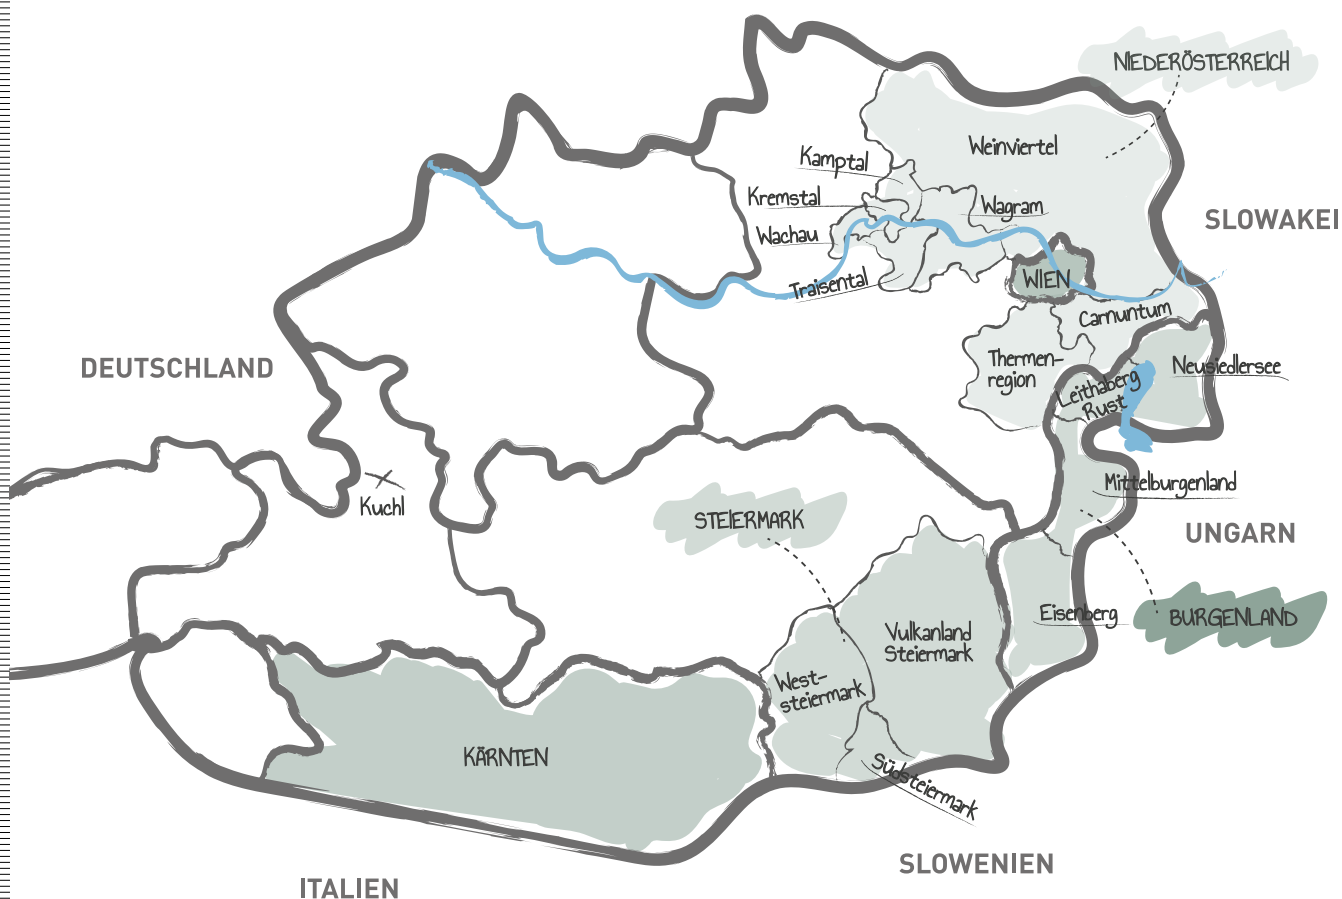 NIEDERÖSTERREICH
Weinviertel
Kamptal
Kremstal
Wagram
SLOWAKEI
Wachau
WIEN
Traisental
Carnuntum
DEUTSCHLAND
Thermen-
region
Neusiedlersee
Leithaberg
Rust
Kuchl
Mittelburgenland
STEIERMARK
UNGARN
Eisenberg
BURGENLAND
Vulkanland
Steiermark
West-
steiermark
KÄRNTEN
Südsteiermark
SLOWENIEN
ITALIEN